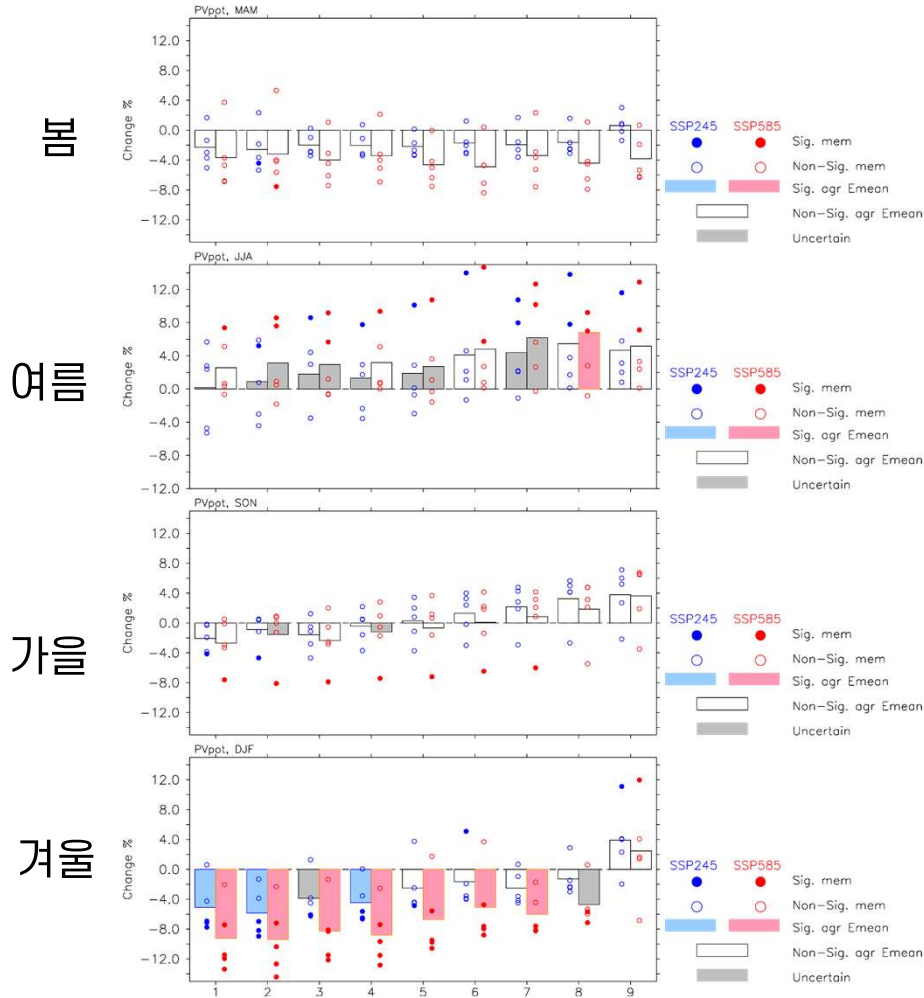 PVpot, MAM
12.0
8.0
4.0
0.0
−4.0
−8.0
−12.0
Change %
봄
SSP245 SSP585
Sig. mem
Non−Sig. mem
Sig. agr Emean
Non−Sig. agr Emean
Uncertain
PVpot, JJA
12.0
8.0
4.0
0.0
−4.0
−8.0
−12.0
Change %
여름
SSP245 SSP585
Sig. mem
Non−Sig. mem
Sig. agr Emean
Non−Sig. agr Emean
Uncertain
PVpot, SON
12.0
8.0
4.0
0.0
−4.0
−8.0
−12.0
Change %
가을
SSP245 SSP585
Sig. mem
Non−Sig. mem
Sig. agr Emean
Non−Sig. agr Emean
Uncertain
PVpot, DJF
12.0
8.0
4.0
0.0
−4.0
−8.0
−12.0
Change %
겨울
SSP245 SSP585
Sig. mem
Non−Sig. mem
Sig. agr Emean
Non−Sig. agr Emean
Uncertain
1 2 3 4 5 6 7 8 9